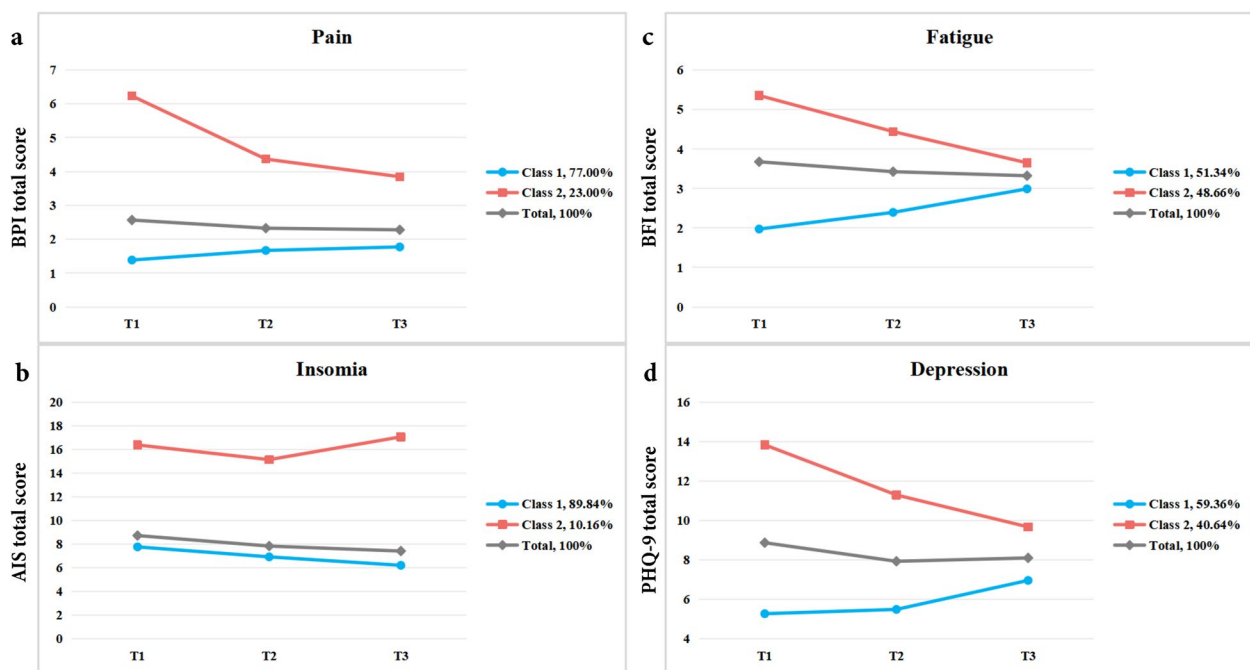 a
Pain
BPI total score
7
6
5
4
3
2
1
0
T1
T2
T3
Class 1, 77.00%
Class 2, 23.00%
Total, 100%
c
Fatigue
BFI total score
6
5
4
3
2
1
0
T1
T2
T3
Class 1, 51.34%
Class 2, 48.66%
Total, 100%
b
Insomia
AIS total score
20
18
16
14
12
10
8
6
4
2
0
T1
T2
T3
Class 1, 89.84%
Class 2, 10.16%
Total, 100%
d
Depression
PHQ-9 total score
16
14
12
10
8
6
4
T1
T2
T3
Class 1, 59.36%
Class 2, 40.64%
Total, 100%